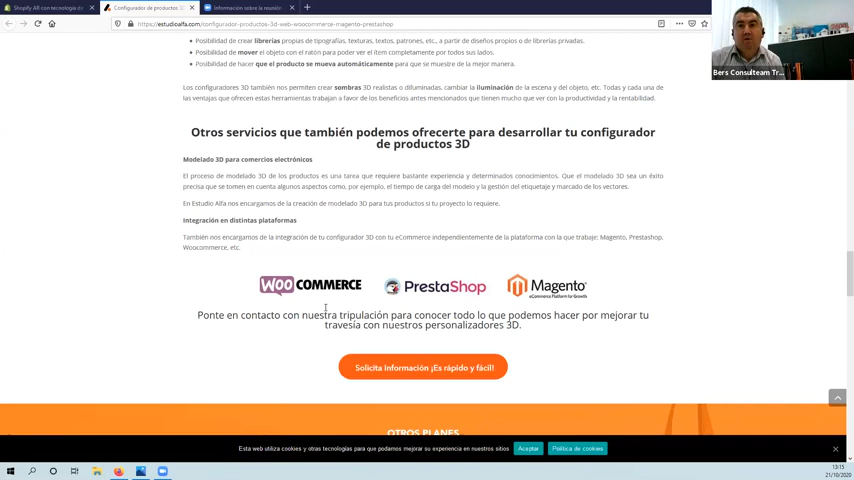 Shopify AR con tecnología d
Configurador de productos 3D
Información sobre la reunión
https://estudioalfa.com/configurador-productos-3d-web-woocommerce-magento-prestashop
Bers Consulteam Tr...
Posibilidad de crear librerías propias de tipografías, texturas, textos, patrones, etc., a partir de diseños propios o de librerías privadas.
Posibilidad de mover el objeto con el ratón para poder ver el ítem completamente por todos sus lados.
Posibilidad de hacer que el producto se mueva automáticamente para que se muestre de la mejor manera.
Los configuradores 3D también nos permiten crear sombras 3D realistas o difuminadas, cambiar la iluminación de la escena y del objeto, etc. Todas y cada una de
las ventajas que ofrecen estas herramientas trabajan a favor de los beneficios antes mencionados que tienen mucho que ver con la productividad y la rentabilidad.
Otros servicios que también podemos ofrecerte para desarrollar tu configurador
de productos 3D
Modelado 3D para comercios electrónicos
El proceso de modelado 3D de los productos es una tarea que requiere bastante experiencia y determinados conocimientos. Que el modelado 3D sea un éxito
precisa que se tomen en cuenta algunos aspectos como, por ejemplo, el tiempo de carga del modelo y la gestión del etiquetaje y marcado de los vectores.
En Estudio Alfa nos encargamos de la creación de modelado 3D para tus productos si tu proyecto lo requiere.
Integración en distintas plataformas
También nos encargamos de la integración de tu configurador 3D con tu eCommerce independientemente de la plataforma con la que trabaje: Magento, Prestashop,
Woocommerce, etc.
WOOCOMMERCE
PrestaShop
Magento
eCommerce Platform for Growth
Ponte en contacto con nuestra tripulación para conocer todo lo que podemos hacer por mejorar tu
travesía con nuestros personalizadores 3D.
Solicita Información ¡Es rápido y fácil!
OTROS PLANES
Esta web utiliza cookies y otras tecnologías para que podamos mejorar su experiencia en nuestros sitios
Aceptar
Política de cookies
13:15
21/10/2020